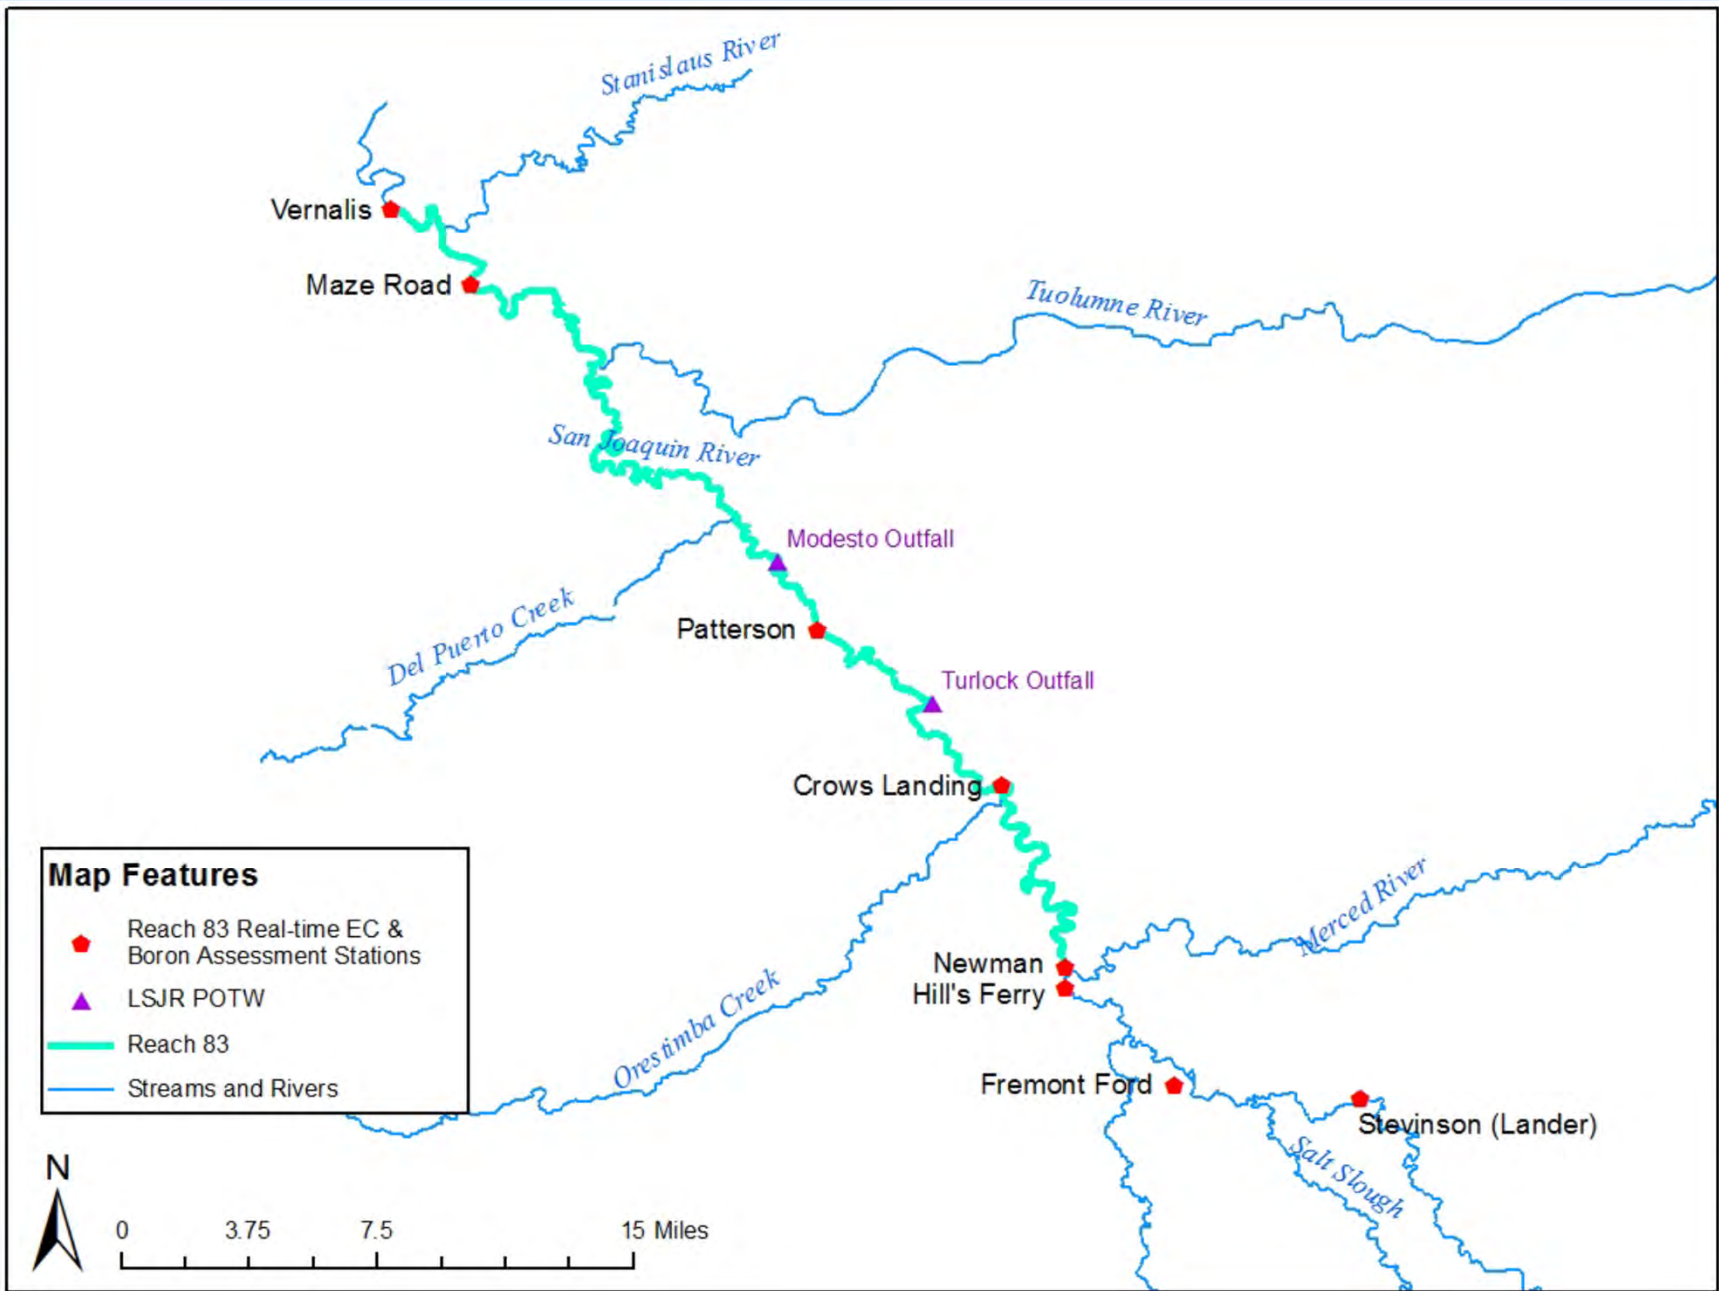 Stanislaus River
Vernalis
Maze Road
Tuolumne River
San Joaquin River
Modesto Outfall
Del Puerto Creek
Patterson
Turlock Outfall
Crows Landing
Merced River
Newman
Hill's Ferry
Orestimba Creek
Fremont Ford
Stevinson (Lander)
Salt Slough
Map Features
Reach 83 Real-time EC &
Boron Assessment Stations
LSJR POTW
Reach 83
Streams and Rivers
N
0 3.75 7.5 15 Miles